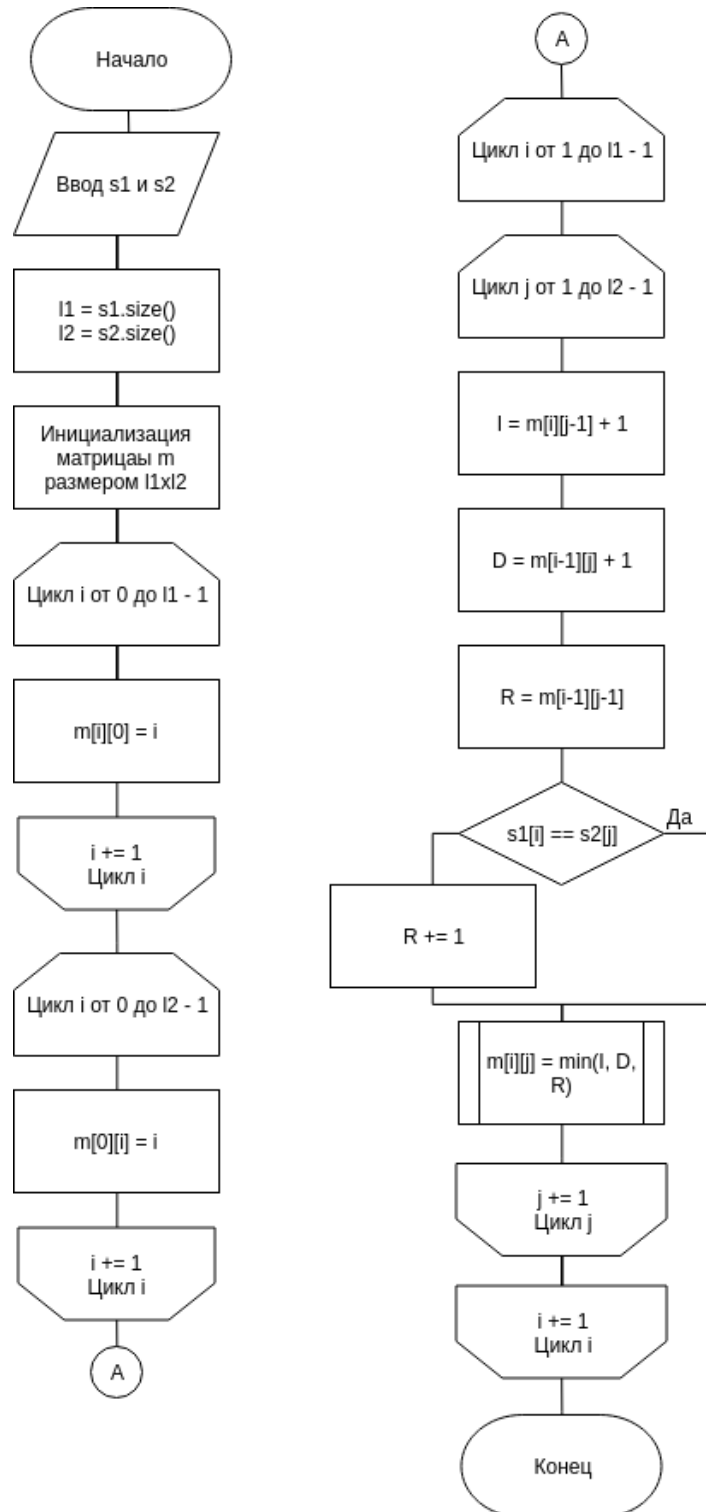 Начало
Ввод s1 и s2
l1 = s1.size()
l2 = s2.size()
Инициализация
матрицаы m
размером l1xl2
Цикл i от 0 до l1 - 1
m[i][0] = i
i += 1
Цикл i
Цикл i от 0 до l2 - 1
m[0][i] = i
i += 1
Цикл i
A
A
Цикл i от 1 до l1 - 1
Цикл j от 1 до l2 - 1
I = m[i][j-1] + 1
D = m[i-1][j] + 1
R = m[i-1][j-1]
s1[i] == s2[j]
Да
R += 1
m[i][j] = min(I, D,
R)
j += 1
Цикл j
i += 1
Цикл i
Конец